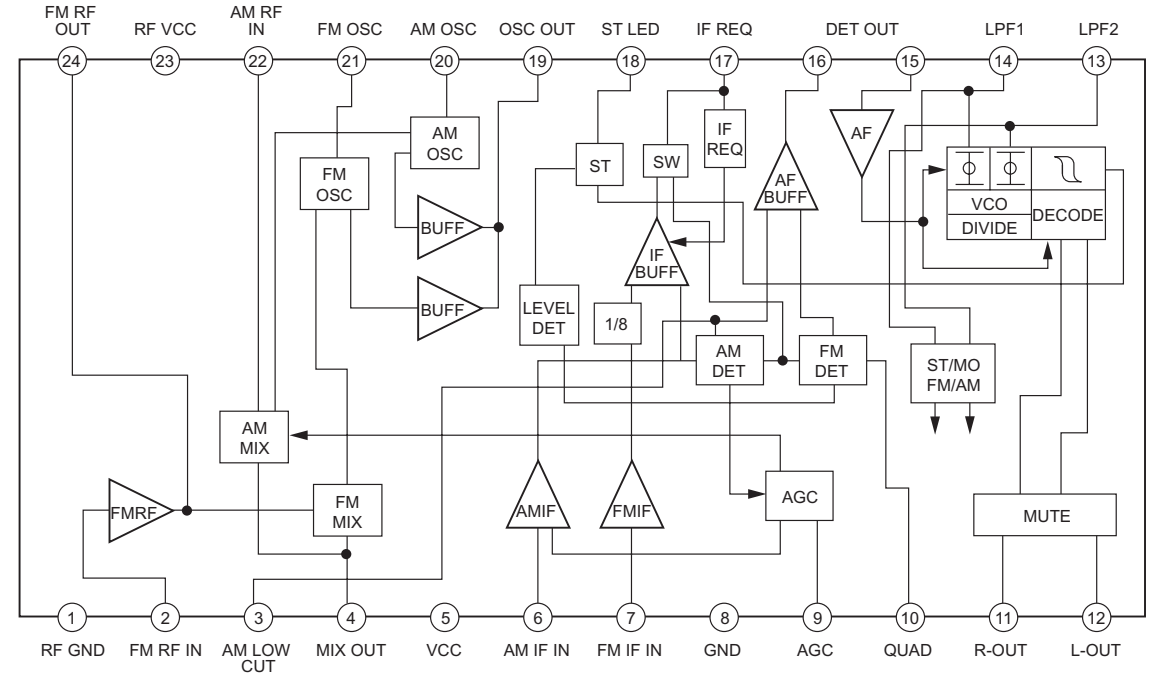 FM RF
OUT
RF VCC
AM RF
IN
FM OSC
AM OSC
OSC OUT
ST LED
IF REQ
DET OUT
LPF1
LPF2
24
23
22
21
20
19
18
17
16
15
14
13
AM
OSC
FM
OSC
BUFF
BUFF
ST
SW
IF
REQ
AF
BUFF
AF
VCO
DIVIDE
DECODE
IF
BUFF
LEVEL
DET
1/8
AM
DET
FM
DET
ST/MO
FM/AM
AM
MIX
FMRF
FM
MIX
AMIF
FMIF
AGC
MUTE
1
2
3
4
5
6
7
8
9
10
11
12
RF GND
FM RF IN
AM LOW
CUT
MIX OUT
VCC
AM IF IN
FM IF IN
GND
AGC
QUAD
R-OUT
L-OUT